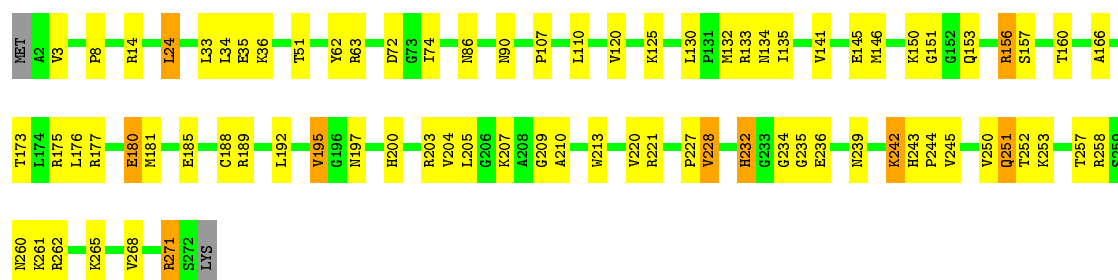 MET A2 V3 P8 R14 L24 L33 L34 E35 K36 T51 Y62 R63 D72 G73 I74 N86 N90 P107 L110 V120 K125 L130 P131 M132 R133 N134 I135 V141 E145 M146 K150 G151 G152 Q153 R156 S157 T160 A166
T173 L174 R175 L176 R177 E180 M181 E185 C188 R189 L192 V195 G196 N197 H200 R203 V204 L205 G206 K207 A208 G209 A210 W213 V220 R221 P227 V228 H232 G233 G234 G235 E236 N239 K242 H243 P244 V245 V250 Q251 T252 K253 T257 R258 S259
N260 K261 R262 K265 V268 R271 S272 LYS